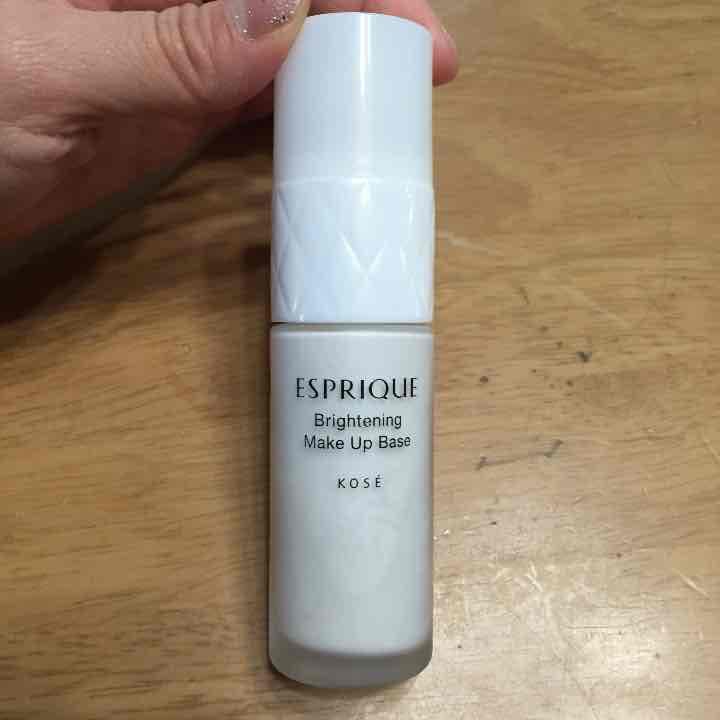 ESPRIQUE
Brightening
Make Up Base
KOSÉ